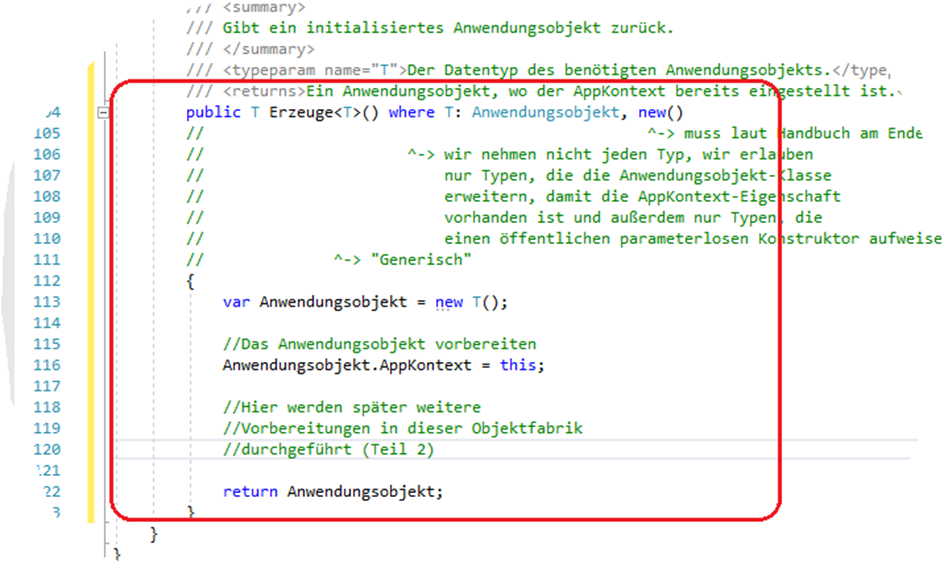 /// <summary>
/// Gibt ein initialisiertes Anwendungsobjekt zurück.
/// </summary>
/// <typeparam name="T">Der Datentyp des benötigten Anwendungsobjekts.</type
/// <returns>Ein Anwendungsobjekt, wo der AppKontext bereits eingestellt ist.
public T Erzeuge<T>() where T: Anwendungsobjekt, new()
105 // ^-> muss laut Handbuch am Ende
106 // ^-> wir nehmen nicht jeden Typ, wir erlauben
107 // nur Typen, die die Anwendungsobjekt-Klasse
108 // erweitern, damit die AppKontext-Eigenschaft
109 // vorhanden ist und außerdem nur Typen, die
110 // einen öffentlichen parameterlosen Konstruktor aufweise
111 // ^-> "Generisch"
112 {
113 var Anwendungsobjekt = new T();
114
115 //Das Anwendungsobjekt vorbereiten
116 Anwendungsobjekt.AppKontext = this;
117
118 //Hier werden später weitere
119 //Vorbereitungen in dieser Objektfabrik
120 //durchgeführt (Teil 2)
21
22 return Anwendungsobjekt;
3 }
}
}